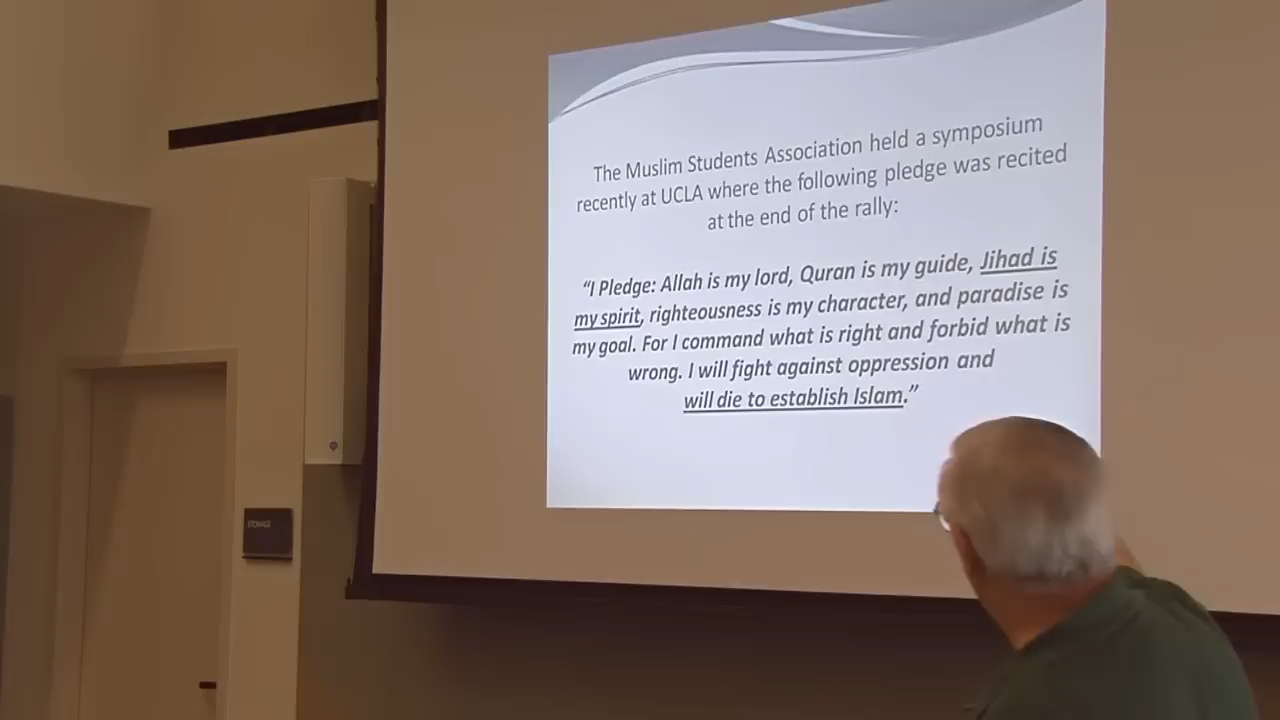 The Muslim Students Association held a symposium
recently at UCLA where the following pledge was recited
at the end of the rally:
“I Pledge: Allah is my lord, Quran is my guide, Jihad is
my spirit, righteousness is my character, and paradise is
my goal. For I command what is right and forbid what is
wrong. I will fight against oppression and
will die to establish Islam.”
STORAGE